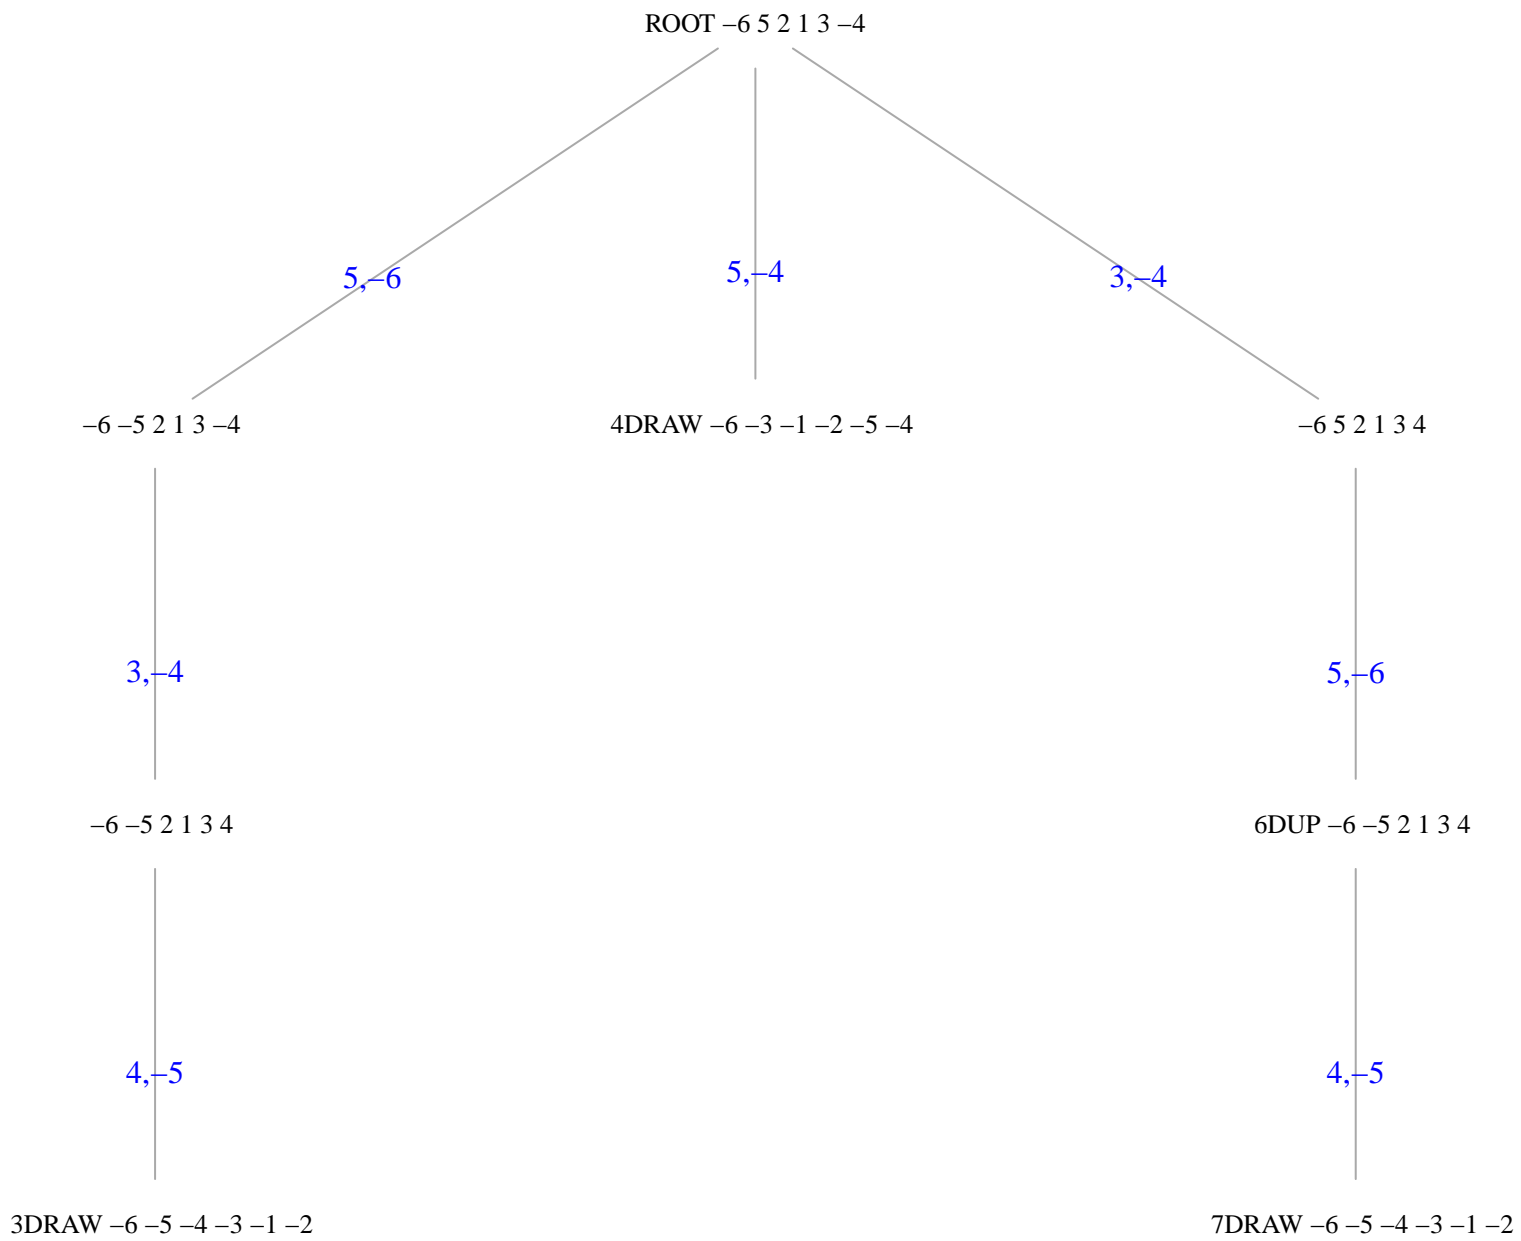 ROOT –6 5 2 1 3 –4
5,–6
5,–4
3,–4
–6 –5 2 1 3 –4
4DRAW –6 –3 –1 –2 –5 –4
–6 5 2 1 3 4
3,–4
5,–6
–6 –5 2 1 3 4
6DUP –6 –5 2 1 3 4
4,–5
4,–5
3DRAW –6 –5 –4 –3 –1 –2
7DRAW –6 –5 –4 –3 –1 –2